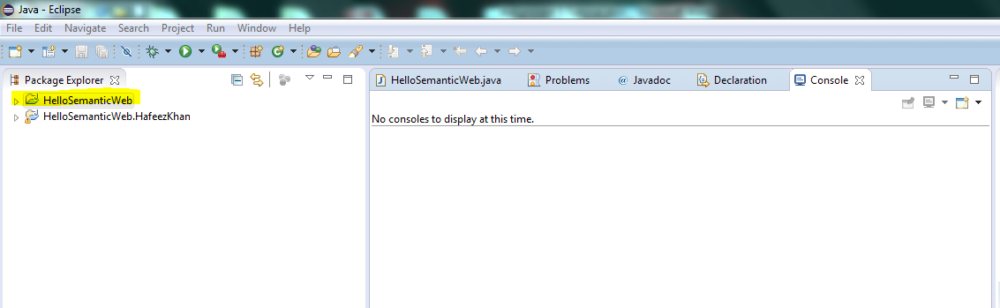 Java - Eclipse
File Edit Navigate Search Project Run Window Help
Package Explorer
HelloSemanticWeb
HelloSemanticWeb.HafeezKhan
HelloSemanticWeb.java Problems @ Javadoc Declaration Console
No consoles to display at this time.